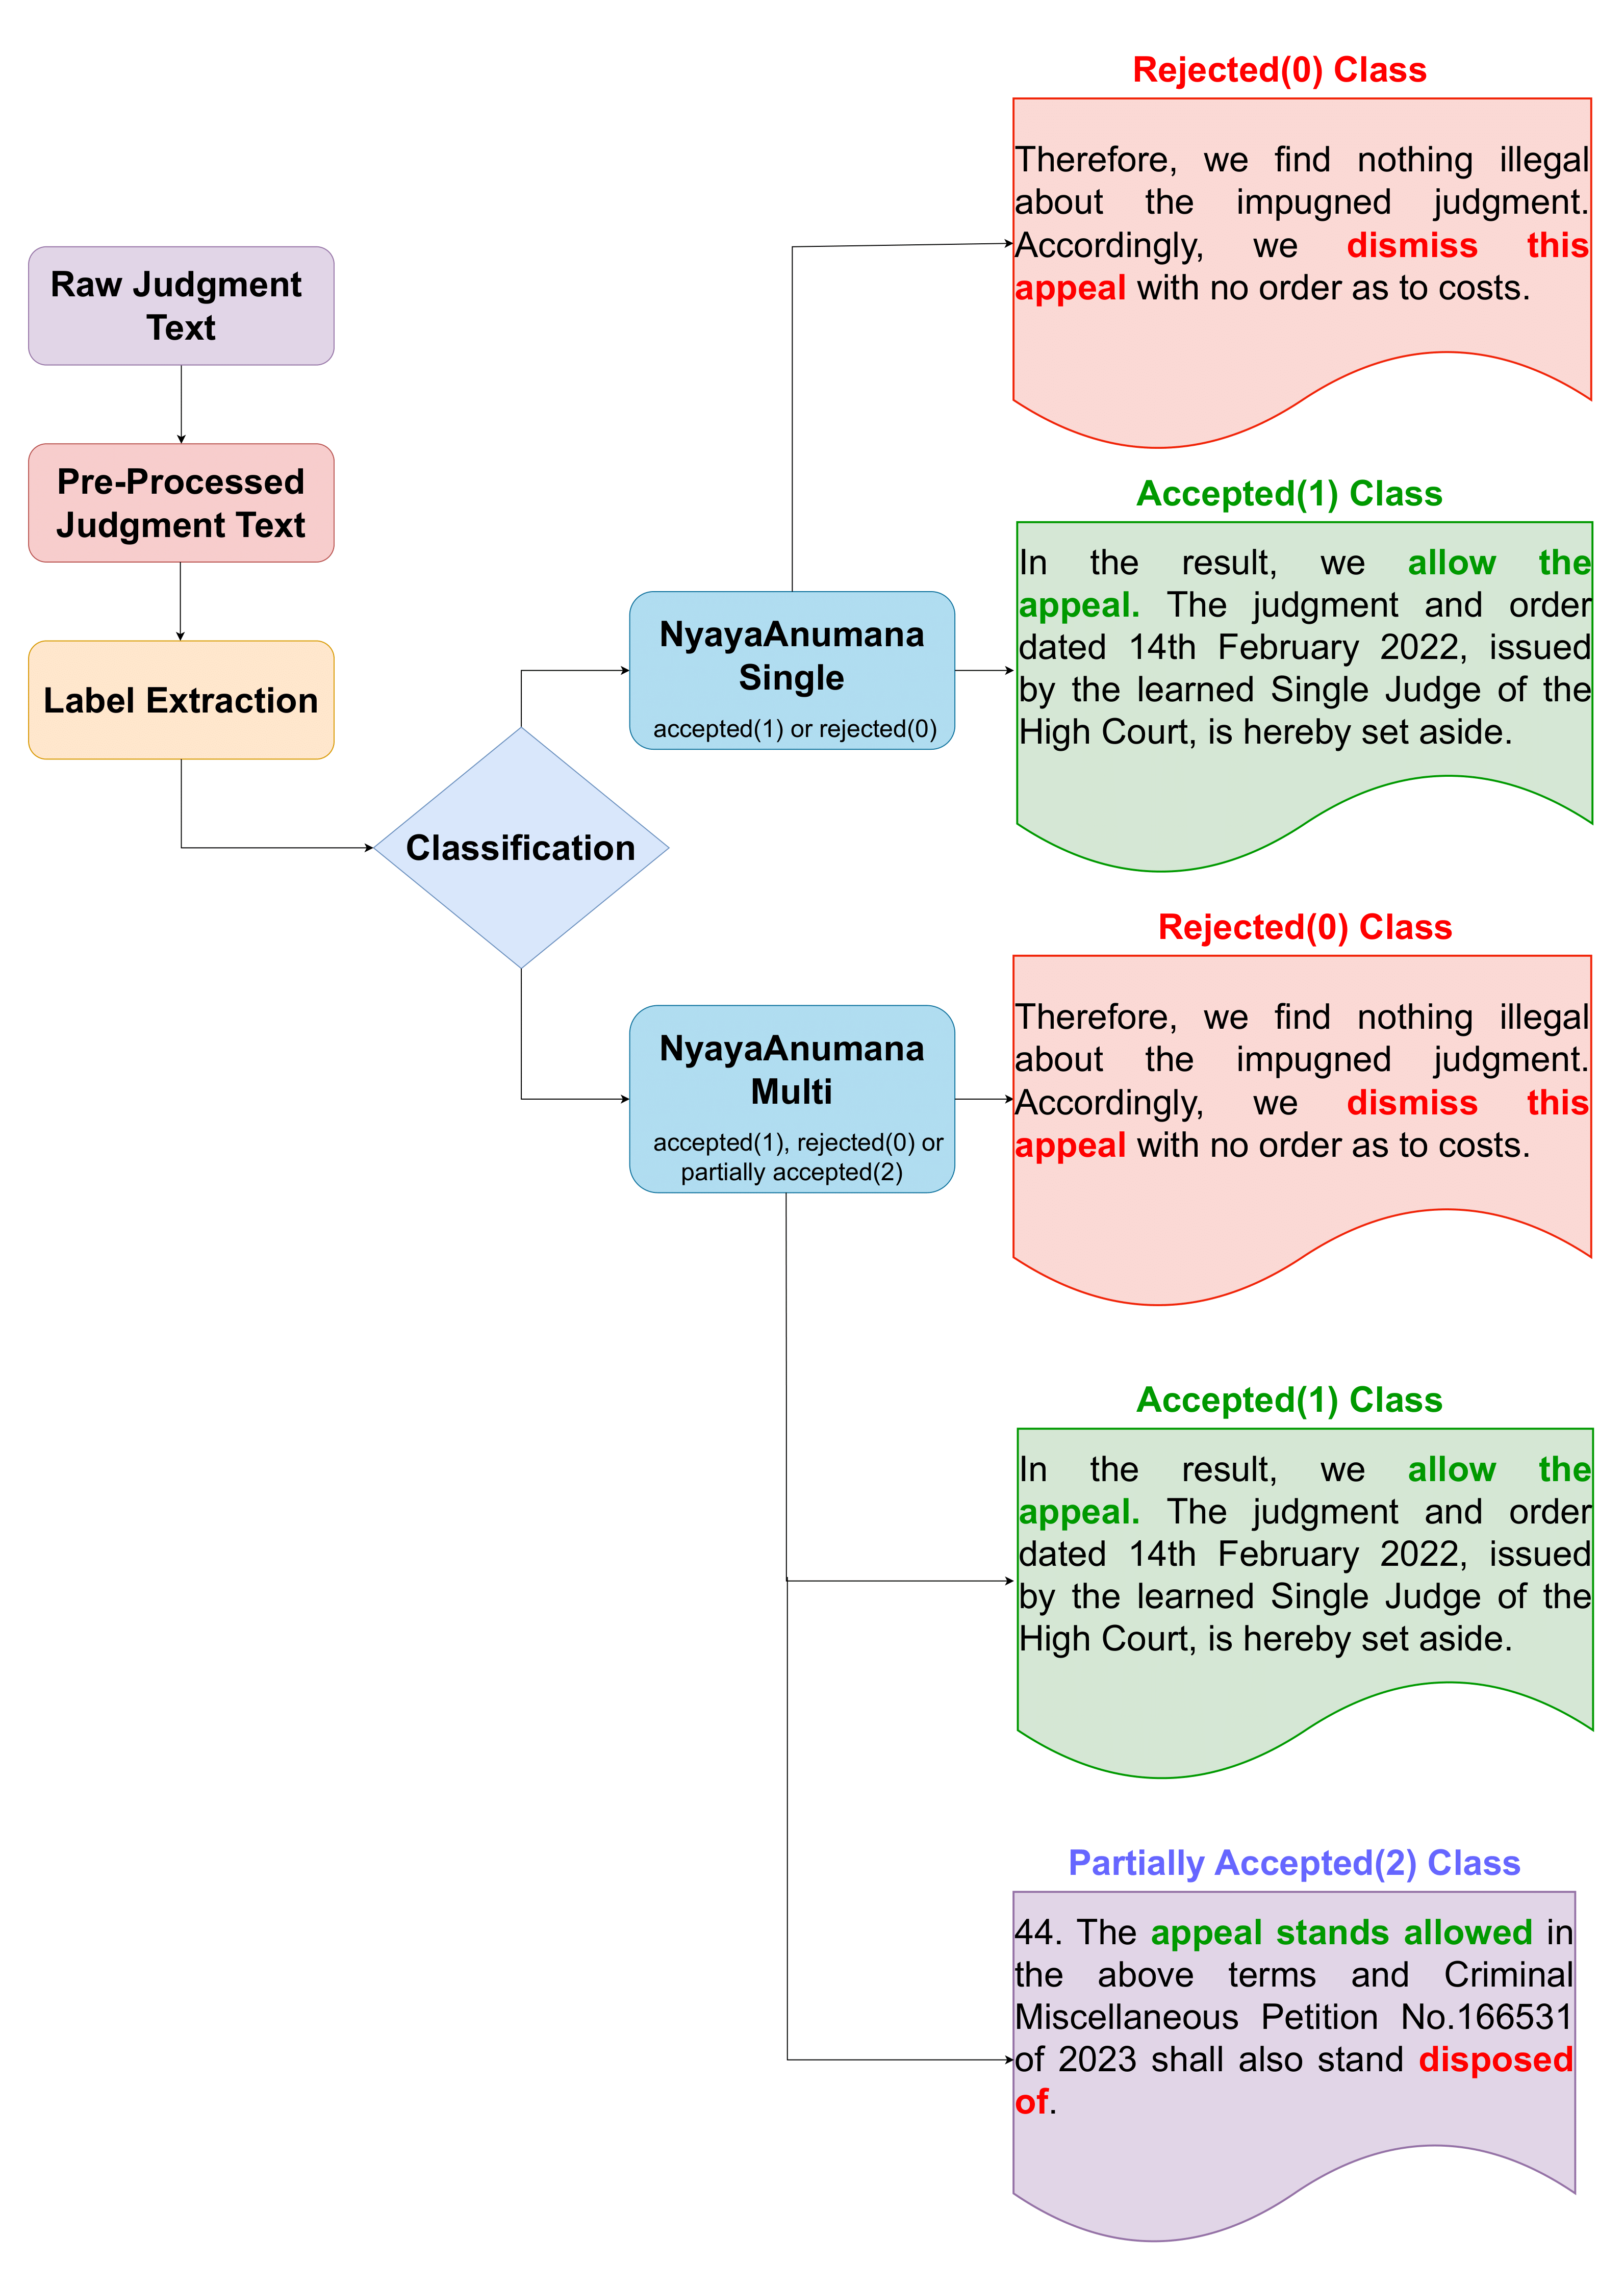 Raw Judgment
Text
Pre-Processed
Judgment Text
Label Extraction
Classification
NyayaAnumana
Single
accepted(1) or rejected(0)
NyayaAnumana
Multi
accepted(1), rejected(0) or
partially accepted(2)
Rejected(0) Class
Therefore, we find nothing illegal
about the impugned judgment.
Accordingly, we dismiss this
appeal with no order as to costs.
Accepted(1) Class
In the result, we allow the
appeal. The judgment and order
dated 14th February 2022, issued
by the learned Single Judge of the
High Court, is hereby set aside.
Rejected(0) Class
Therefore, we find nothing illegal
about the impugned judgment.
Accordingly, we dismiss this
appeal with no order as to costs.
Accepted(1) Class
In the result, we allow the
appeal. The judgment and order
dated 14th February 2022, issued
by the learned Single Judge of the
High Court, is hereby set aside.
Partially Accepted(2) Class
44. The appeal stands allowed in
the above terms and Criminal
Miscellaneous Petition No.166531
of 2023 shall also stand disposed
of.